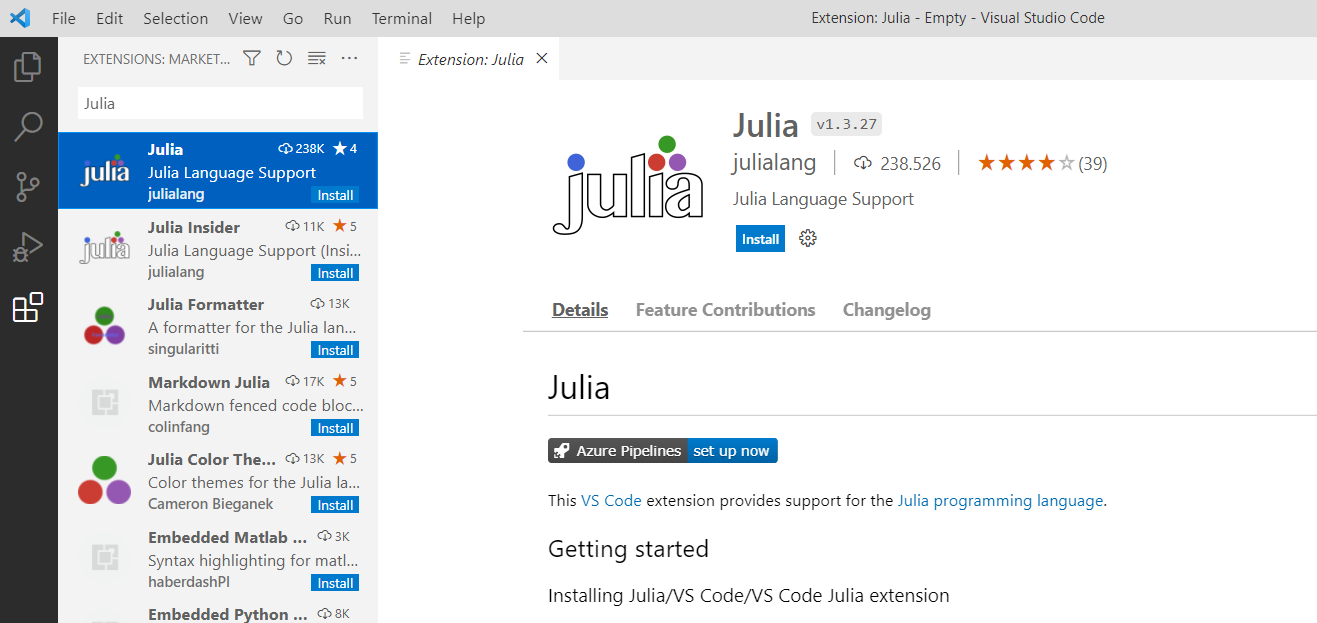 File Edit Selection View Go Run Terminal Help Extension: Julia - Empty - Visual Studio Code
EXTENSIONS: MARKET...
Extension: Julia
Julia
julia
Julia 238K 4
Julia Language Support
julialang Install
julia
Julia Insider 11K 5
Julia Language Support (Insi...
julialang Install
Julia Formatter 13K
A formatter for the Julia lan...
singularitti Install
Markdown Julia 17K 5
Markdown fenced code bloc...
colinfang Install
Julia Color The... 13K 5
Color themes for the Julia la...
Cameron Bieganek Install
Embedded Matlab ... 3K
Syntax highlighting for matl...
haberdashPI Install
Embedded Python ... 8K
julia
Julia v1.3.27
julialang 238.526 (39)
Julia Language Support
Install
Details Feature Contributions Changelog
Julia
Azure Pipelines set up now
This VS Code extension provides support for the Julia programming language.
Getting started
Installing Julia/VS Code/VS Code Julia extension